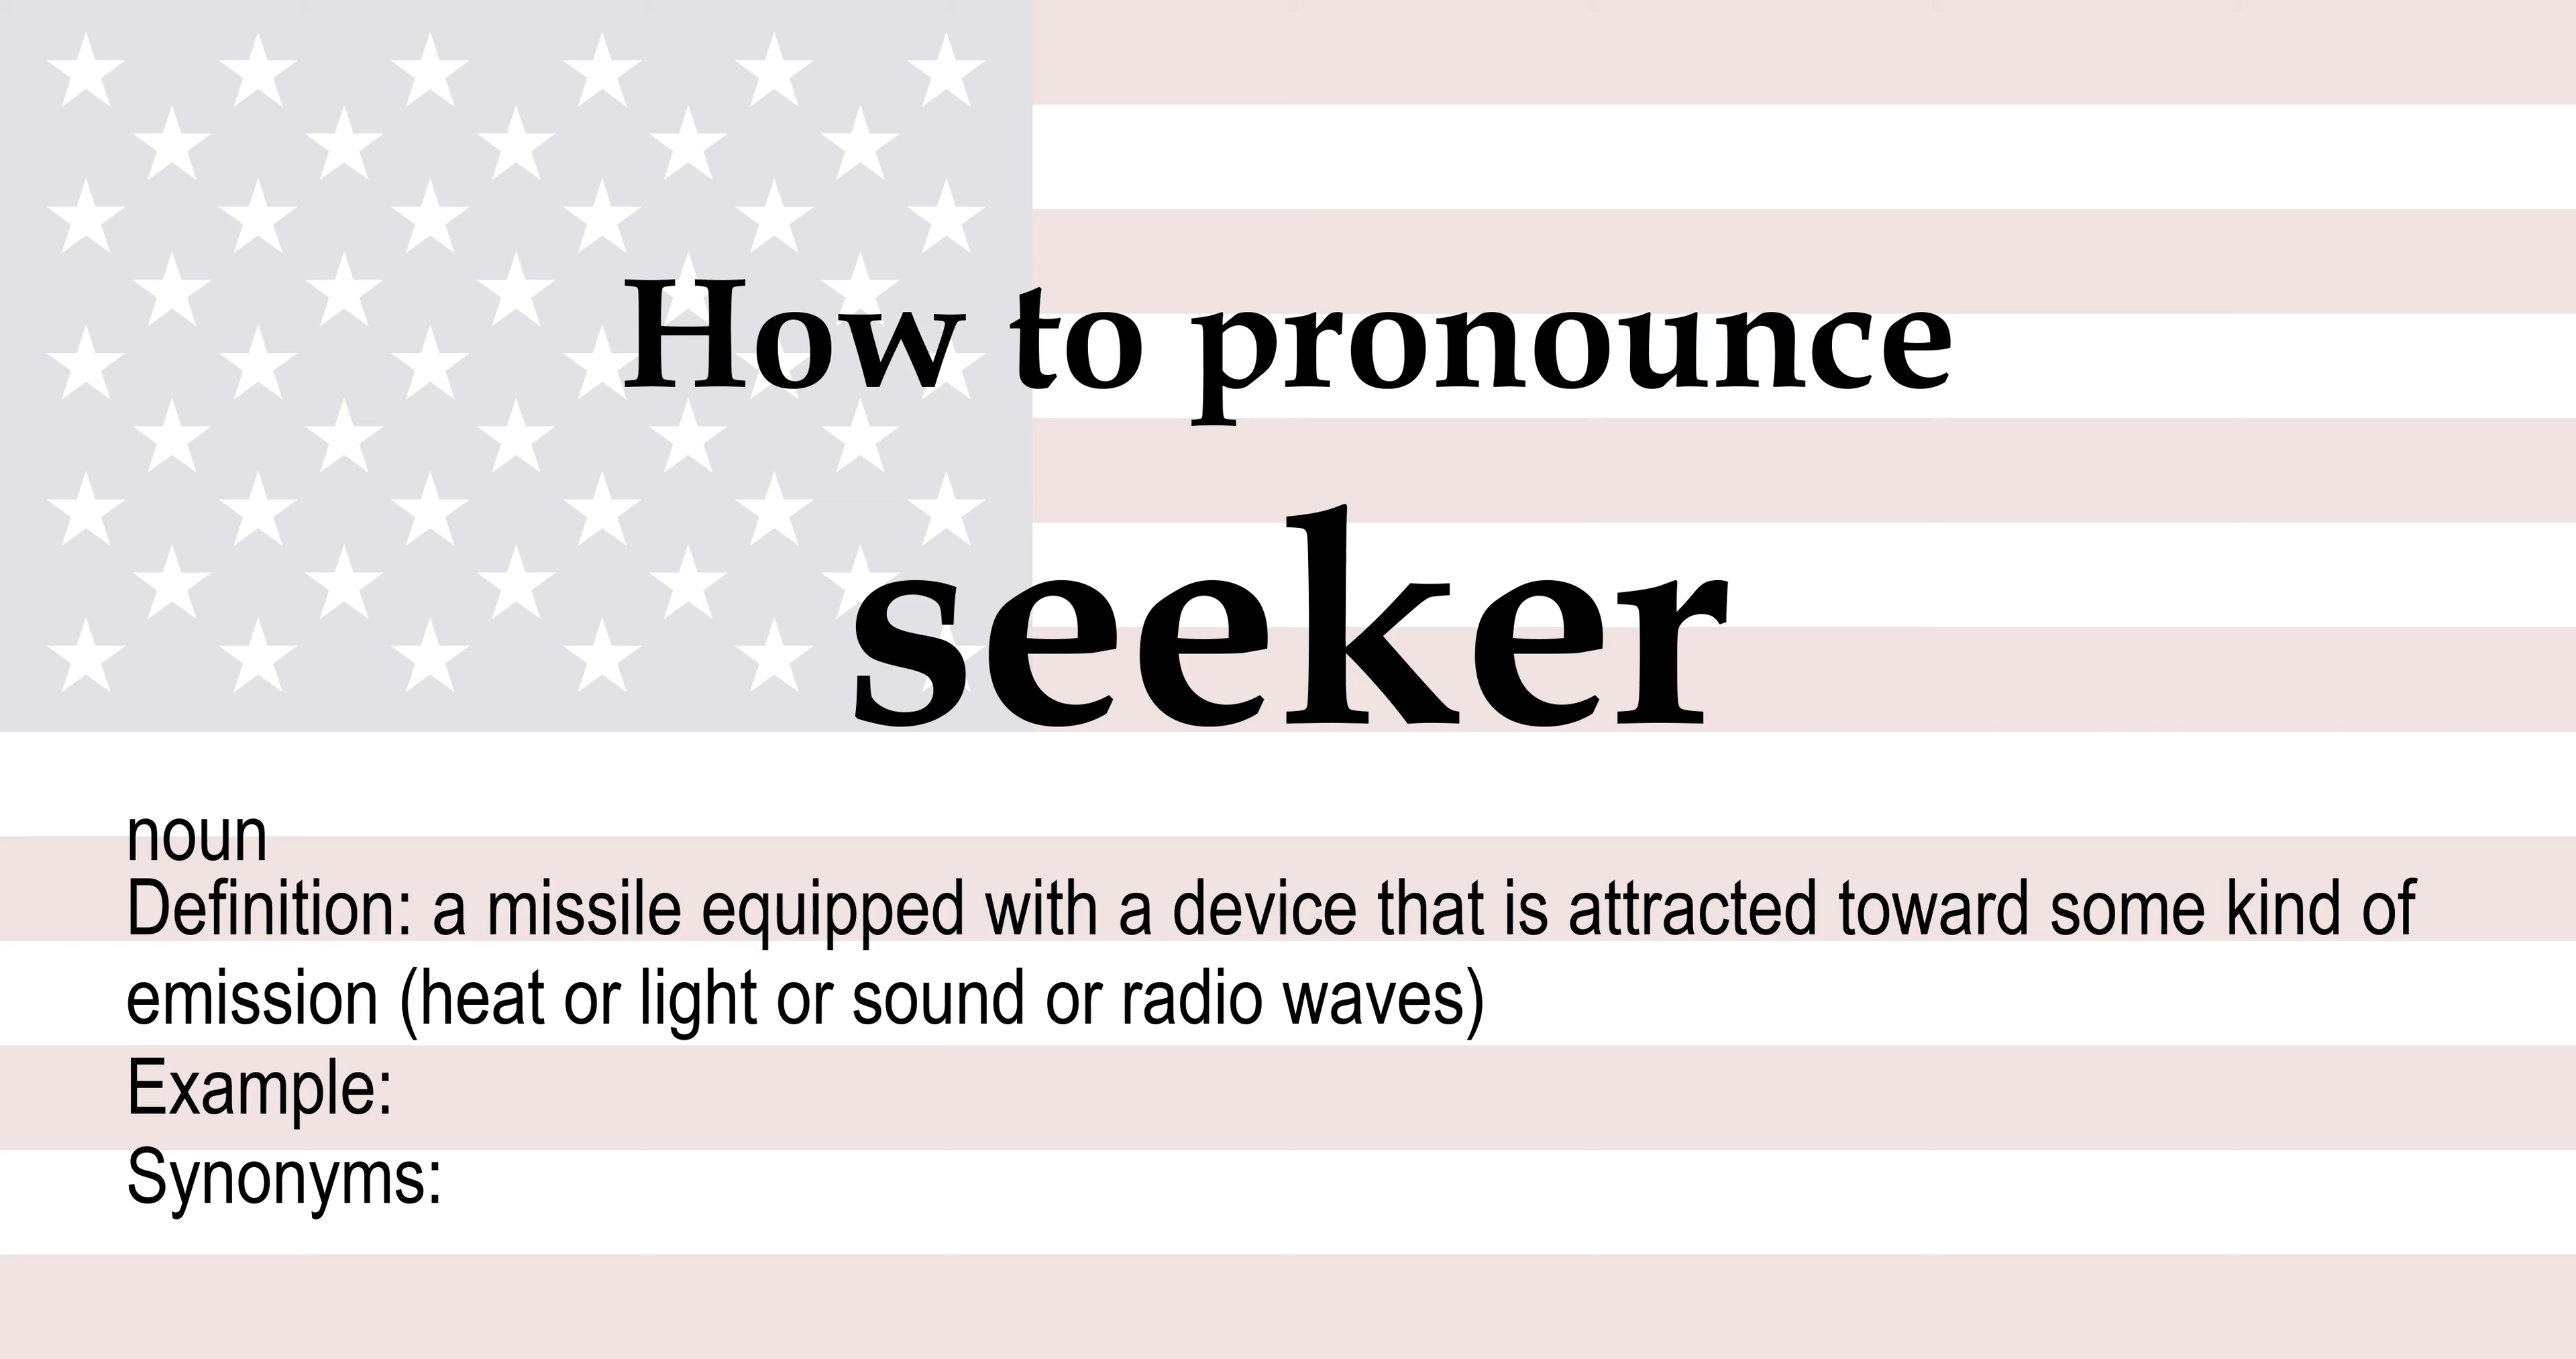 How to pronounce
seeker
noun
Definition: a missile equipped with a device that is attracted toward some kind of
emission (heat or light or sound or radio waves)
Example:
Synonyms: